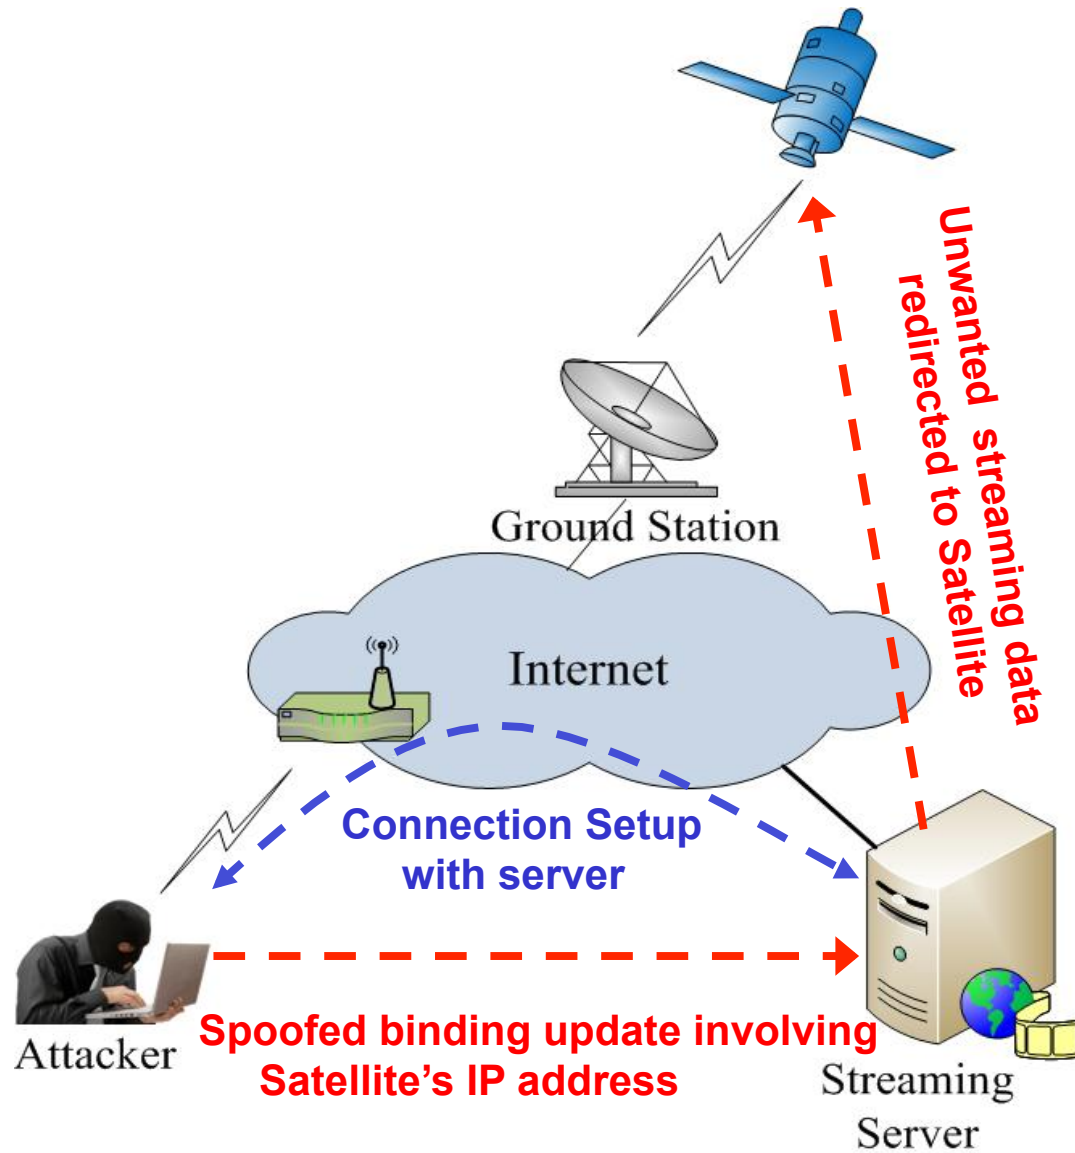 Unwanted streaming data
redirected to Satellite
Ground Station
Internet
Connection Setup
with server
Spoofed binding update involving
Satellite’s IP address
Attacker
Streaming
Server